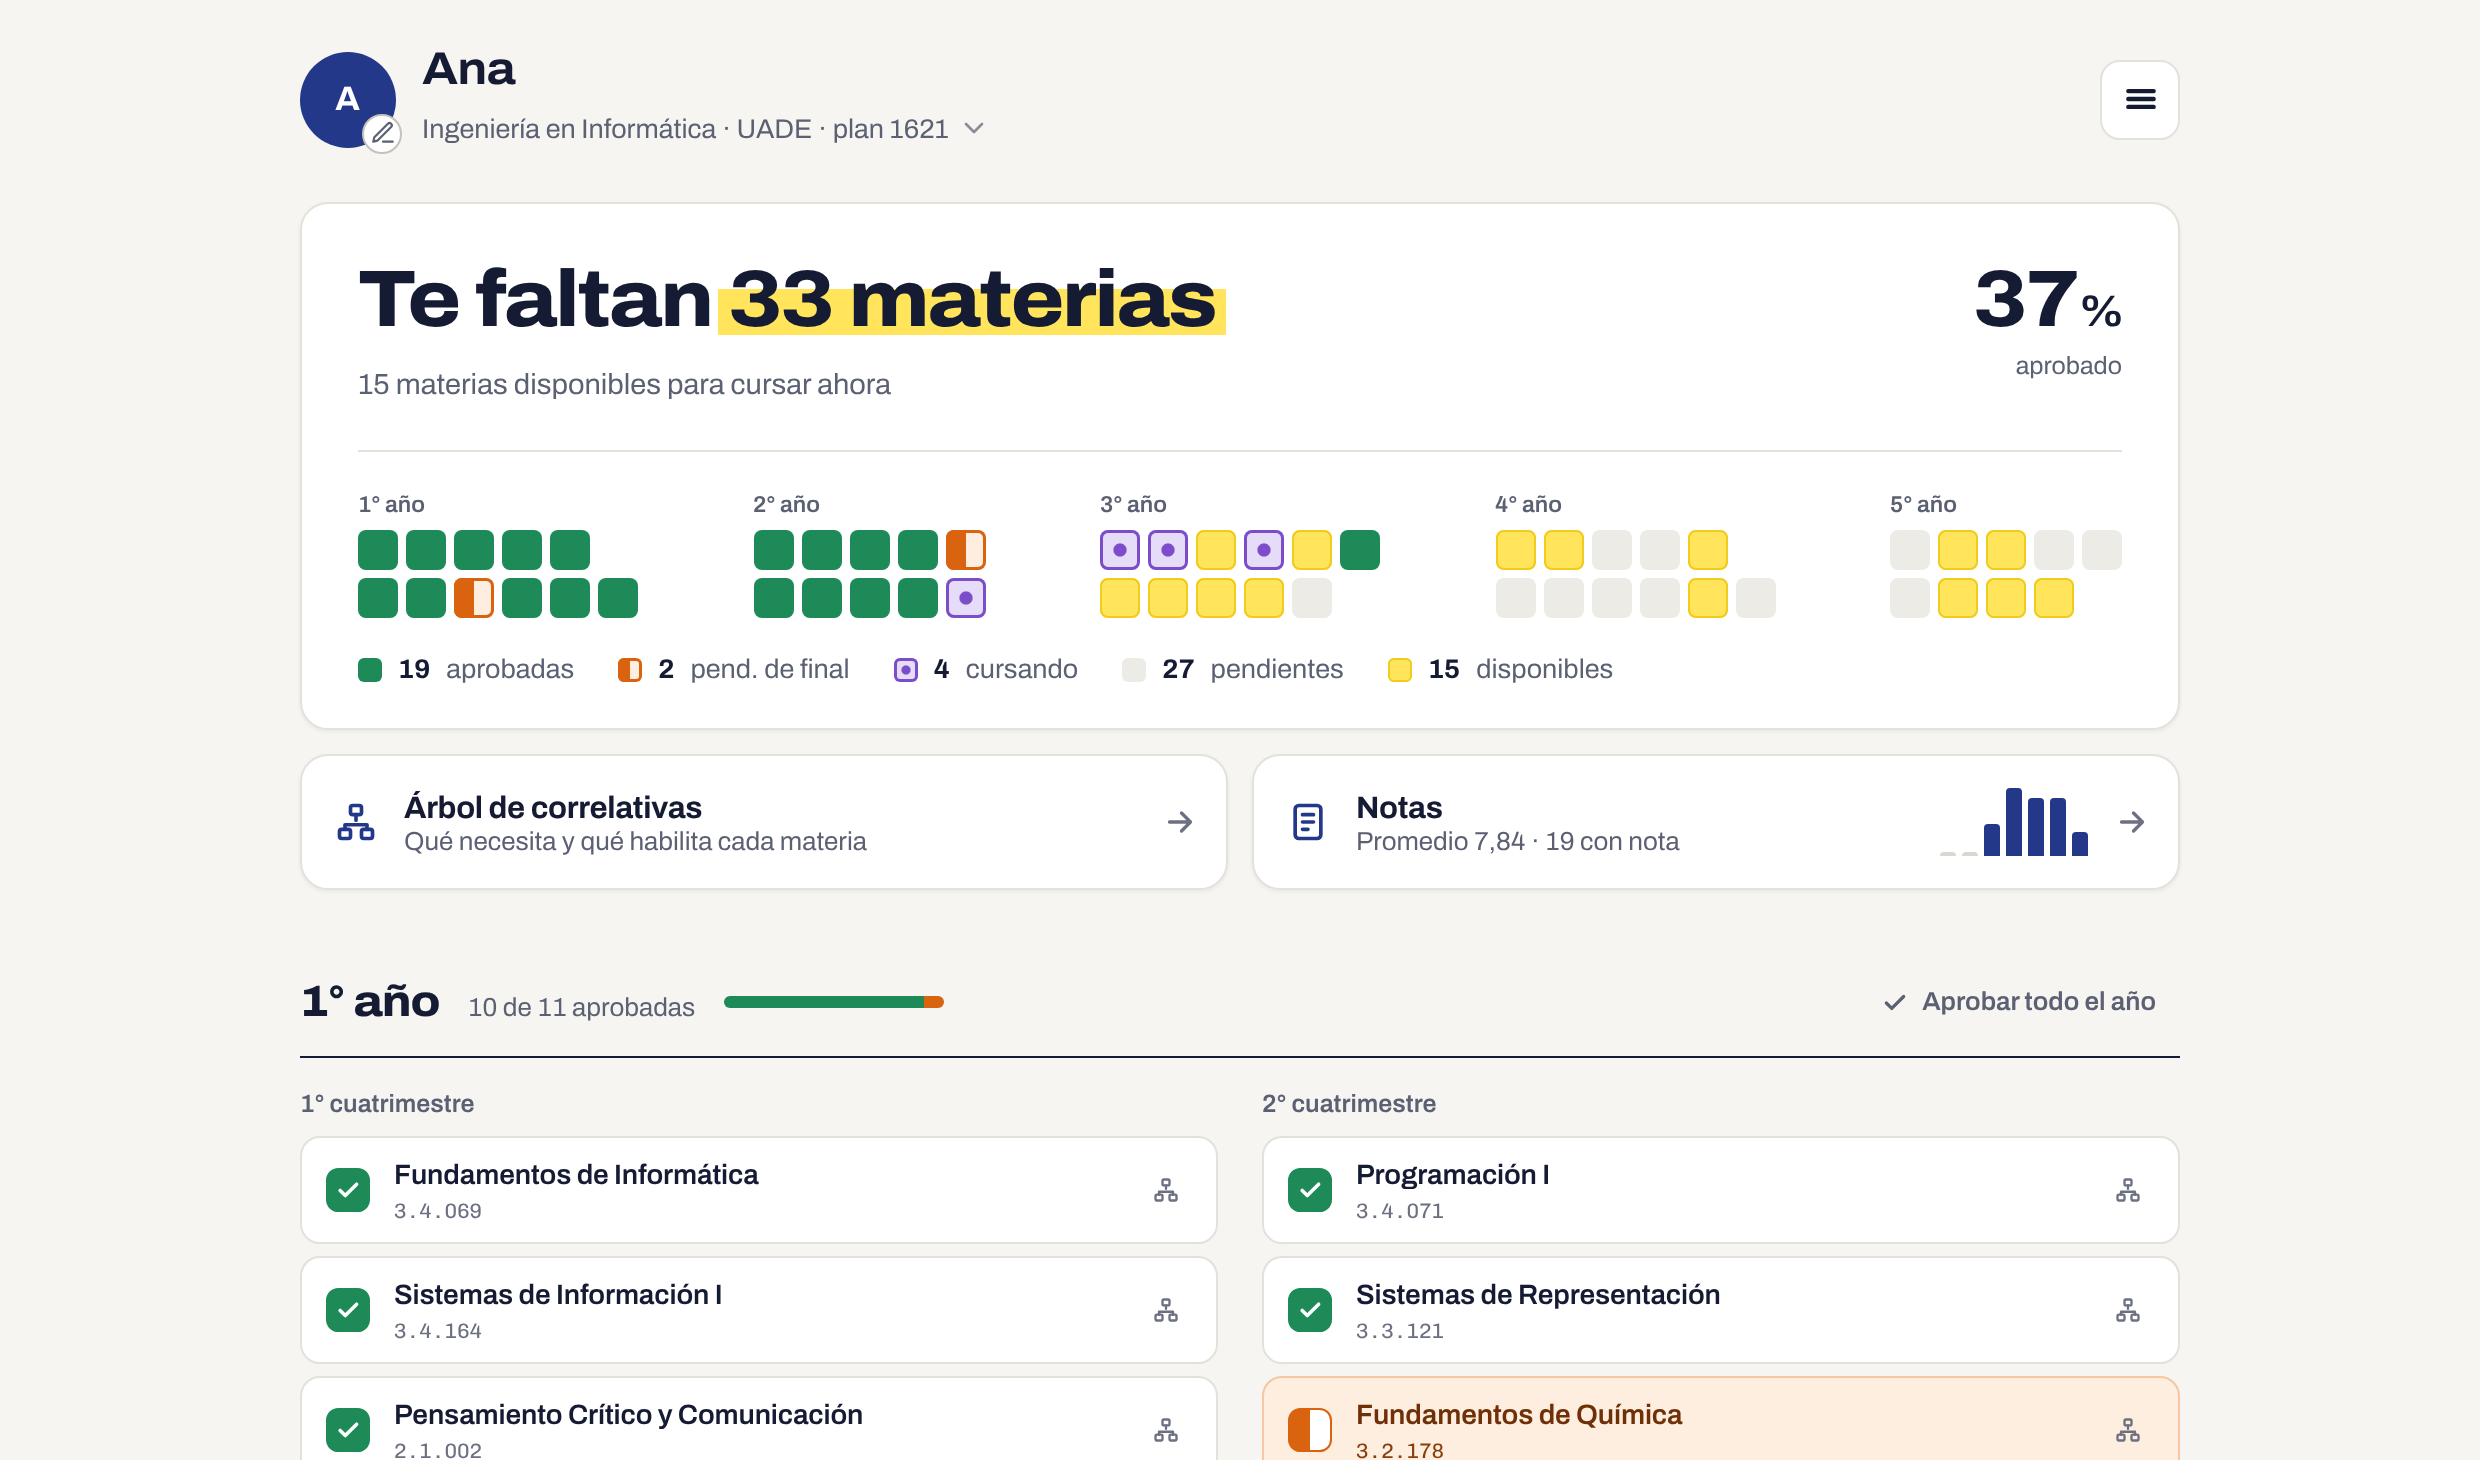 A
Ana
Ingeniería en Informática · UADE · plan 1621
Te faltan 33 materias
37%
aprobado
15 materias disponibles para cursar ahora
1° año
2° año
3° año
4° año
5° año
19 aprobadas
2 pend. de final
4 cursando
27 pendientes
15 disponibles
Árbol de correlativas
Qué necesita y qué habilita cada materia
Notas
Promedio 7,84 · 19 con nota
1° año
10 de 11 aprobadas
Aprobar todo el año
1° cuatrimestre
Fundamentos de Informática
3.4.069
Sistemas de Información I
3.4.164
Pensamiento Crítico y Comunicación
2.1.002
2° cuatrimestre
Programación I
3.4.071
Sistemas de Representación
3.3.121
Fundamentos de Química
3.2.178